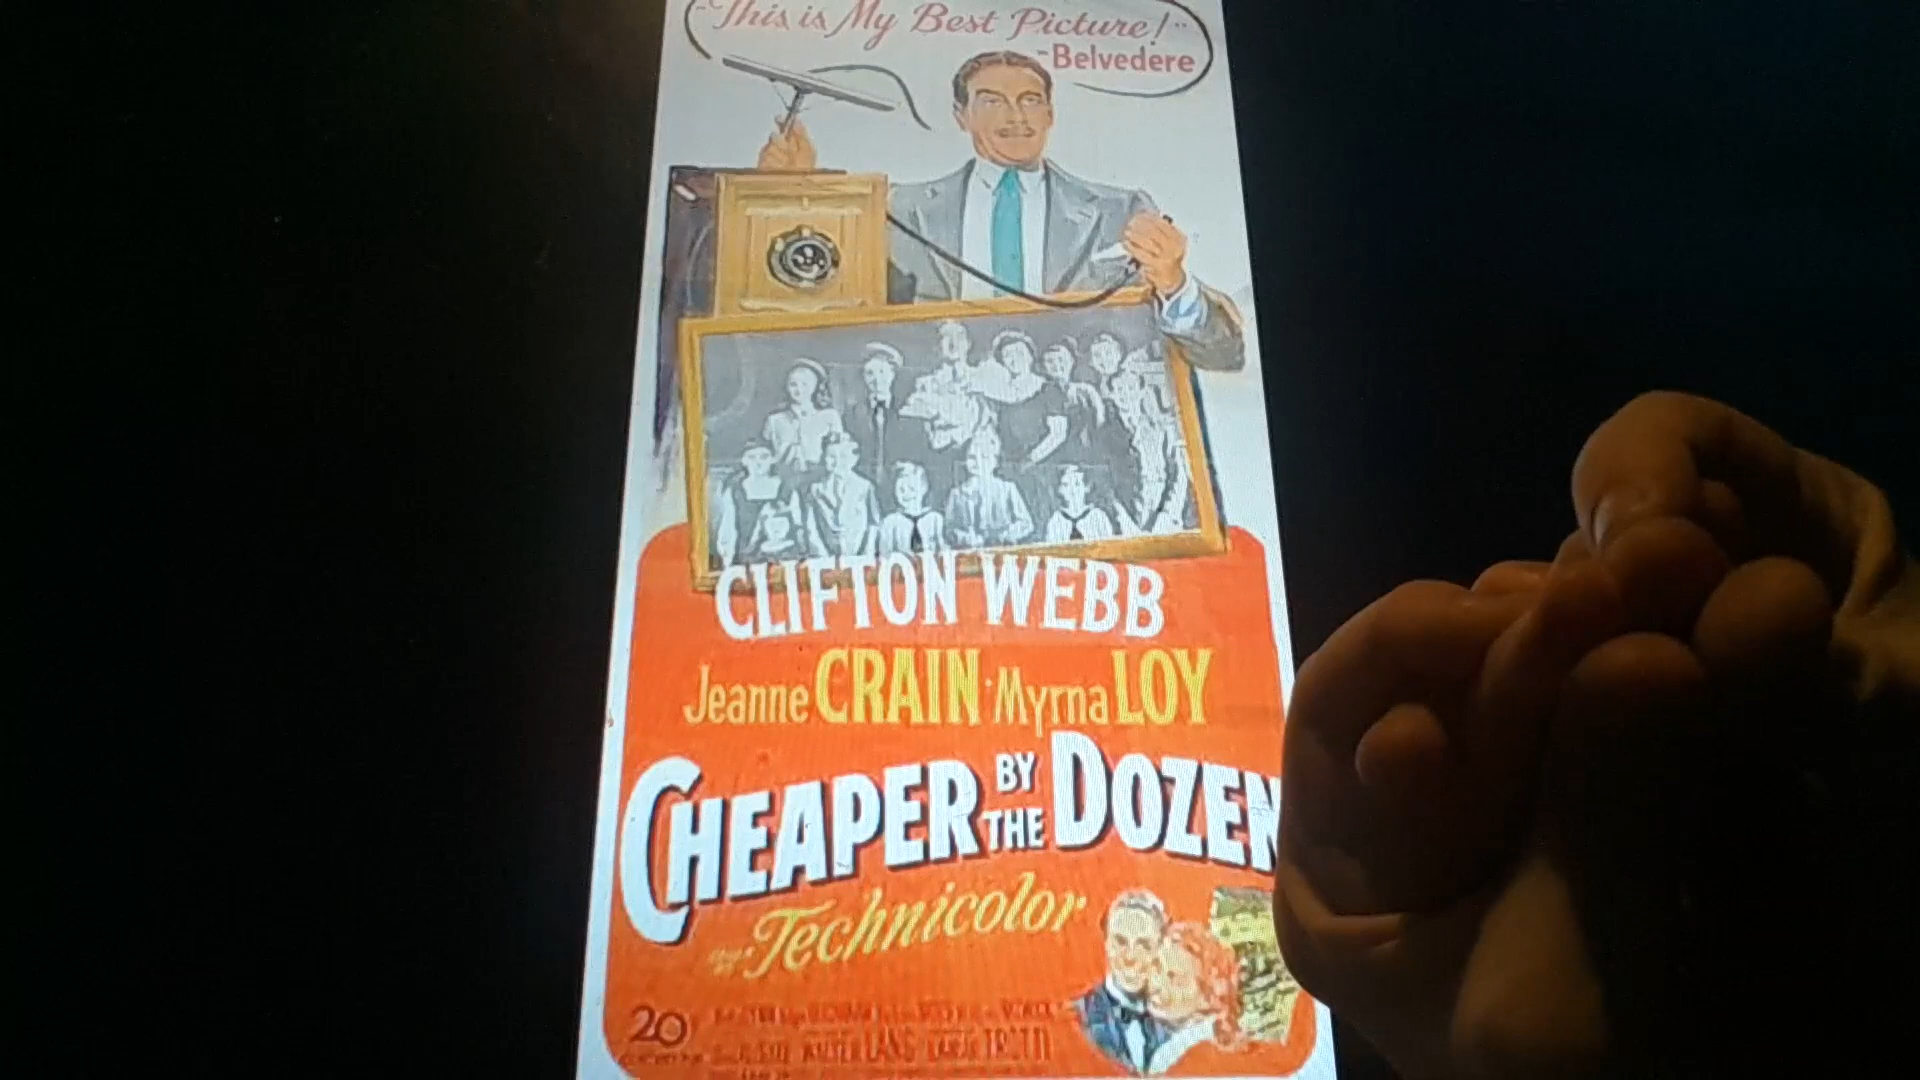 "This is My Best Picture!"
-Belvedere
CLIFTON WEBB
Jeanne CRAIN · Myrna LOY
CHEAPER BY THE DOZEN
Technicolor
20
LANG TROTTI